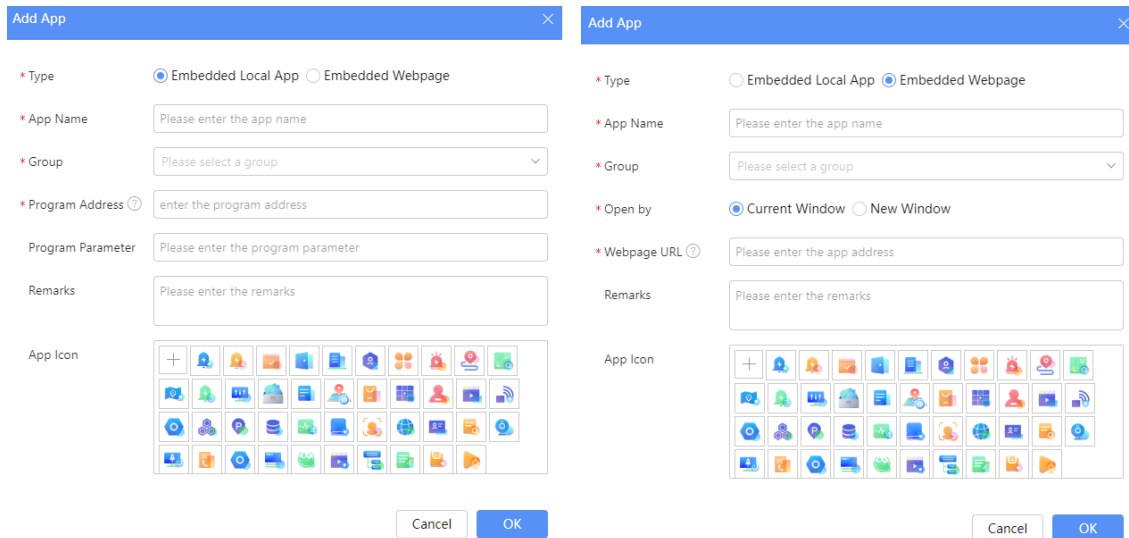 Add App
* Type Embedded Local App Embedded Webpage
* App Name Please enter the app name
* Group Please select a group
* Program Address ? enter the program address
Program Parameter Please enter the program parameter
Remarks Please enter the remarks
App Icon
Cancel OK
Add App
* Type Embedded Local App Embedded Webpage
* App Name Please enter the app name
* Group Please select a group
* Open by Current Window New Window
* Webpage URL ? Please enter the app address
Remarks Please enter the remarks
App Icon
Cancel OK